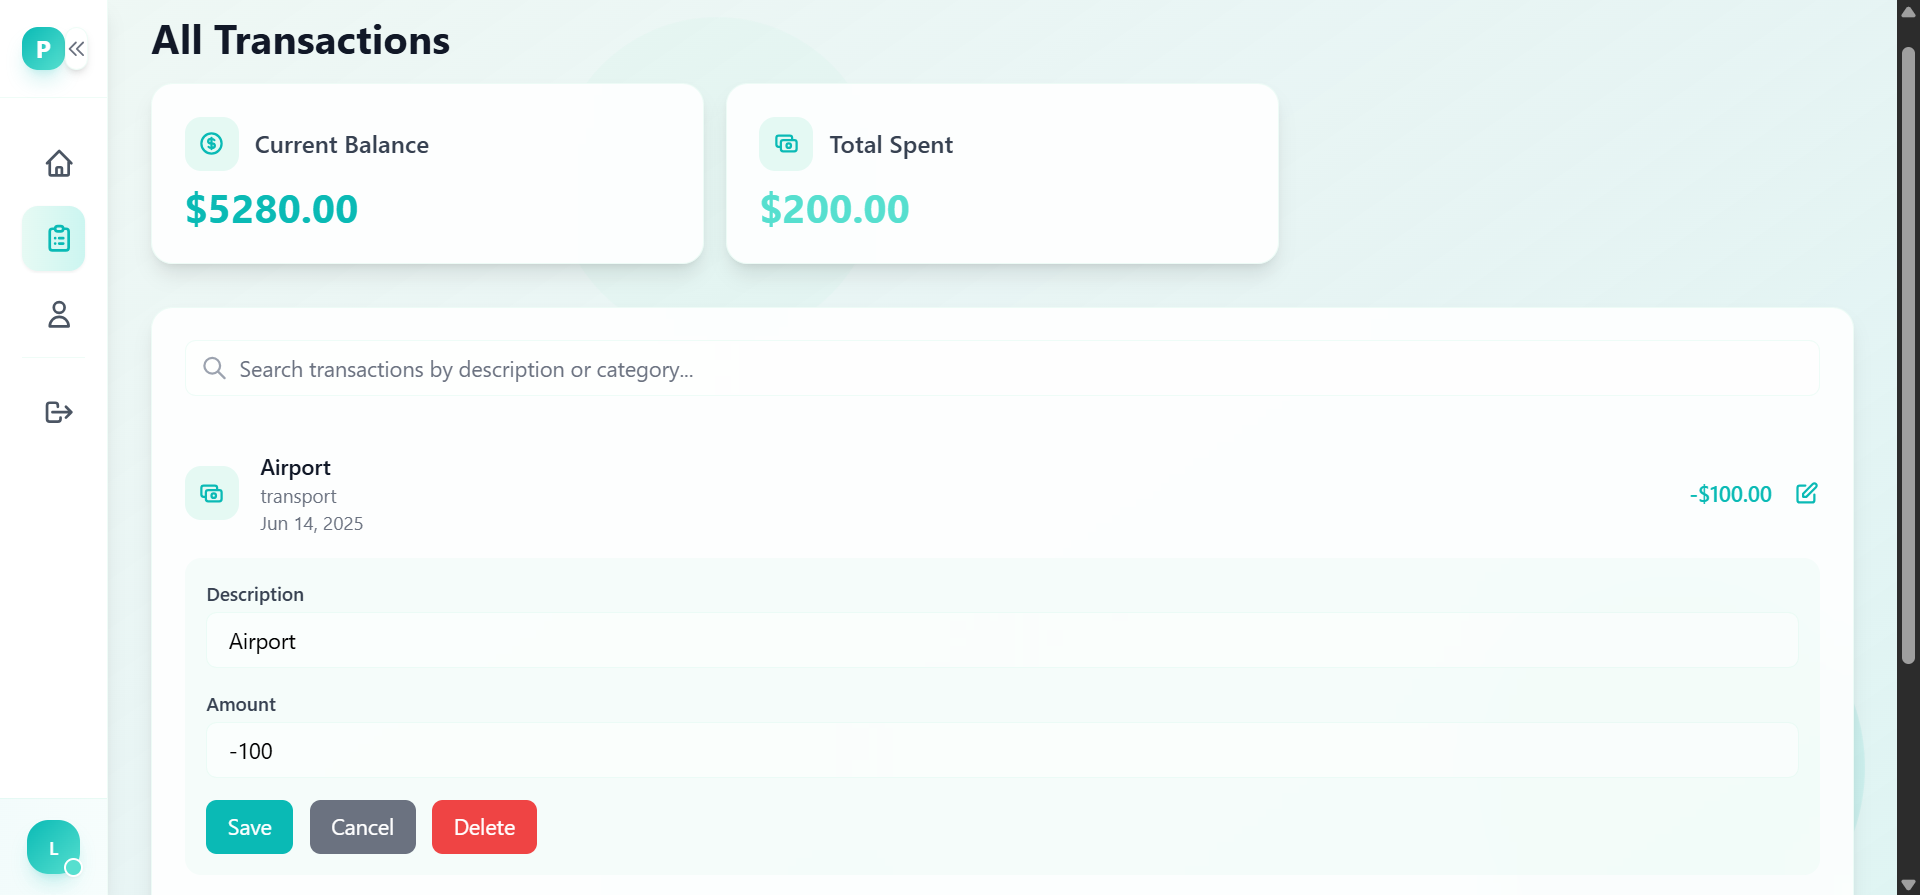 P
All Transactions
Current Balance
$5280.00
Total Spent
$200.00
Search transactions by description or category...
Airport
transport
Jun 14, 2025
-$100.00
Description
Airport
Amount
-100
Save
Cancel
Delete
L